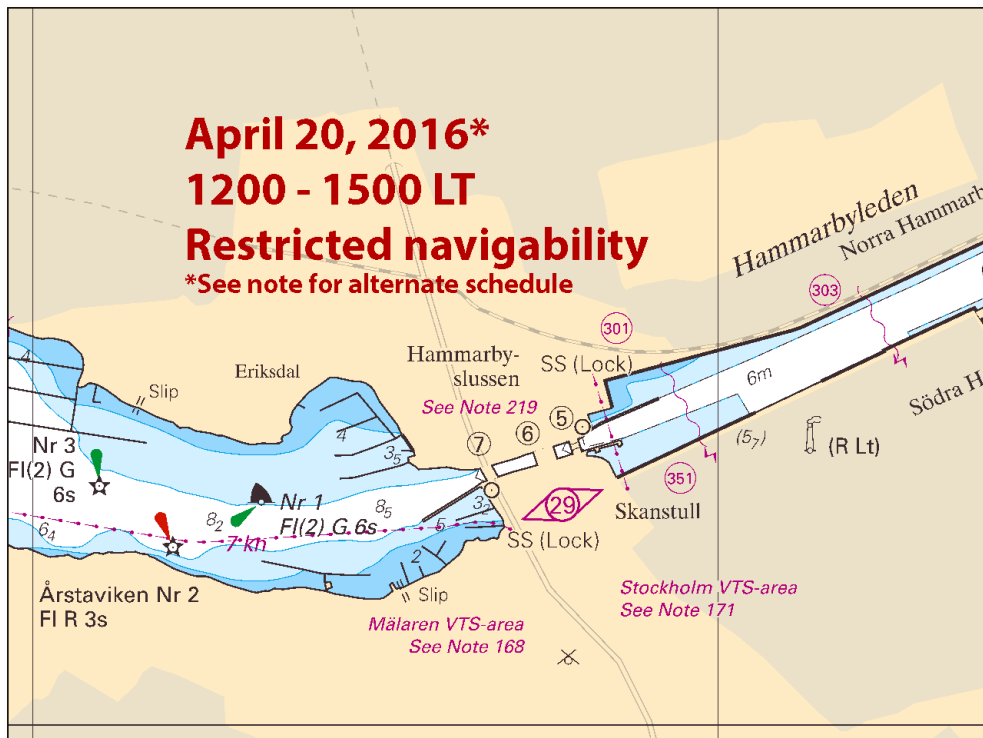 April 20, 2016*
1200 - 1500 LT
Restricted navigability
*See note for alternate schedule
Hammarbyleden
Norra Hammarb
303
301
SS (Lock)
6m
Södra H
(5₇)
(R Lt)
351
Skanstull
Hammarby-
slussen
See Note 219
5
6
7
29
SS (Lock)
Stockholm VTS-area
See Note 171
Mälaren VTS-area
See Note 168
Eriksdal
Slip
4
L
4
3₅
Nr 3
Fl(2) G
6s
Nr 1
Fl(2) G 6s
8₂
8₅
7 kn
6₄
3₂
5
2
Slip
Årstaviken Nr 2
Fl R 3s